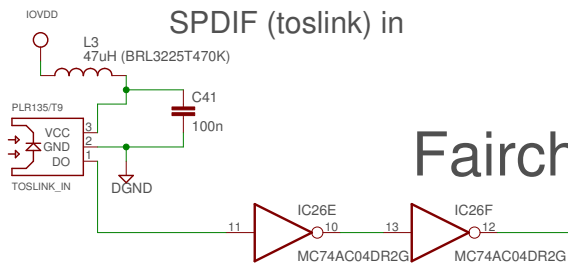 SPDIF (toslink) in
IOVDD
L3
47uH (BRL3225T470K)
C41
100n
PLR135/T9
VCC 3
GND 2
DO 1
TOSLINK_IN
DGND
Fairch
11 IC26E 10 13 IC26F 12
MC74AC04DR2G MC74AC04DR2G